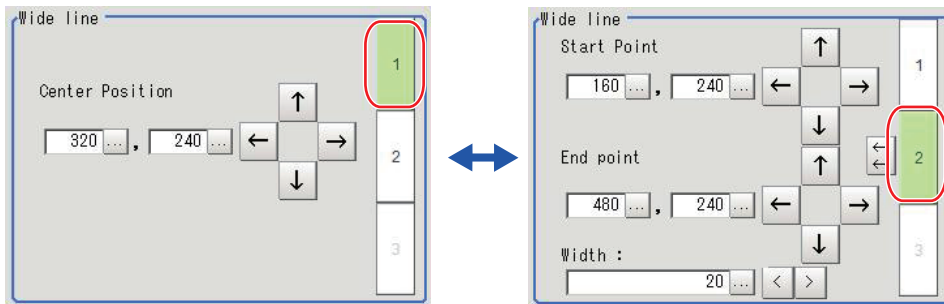 Wide line
1
Center Position
320 ... , 240 ...
2
3
Wide line
Start Point
1
160 ... , 240 ...
End point
2
480 ... , 240 ...
Width :
3
20 ... < >